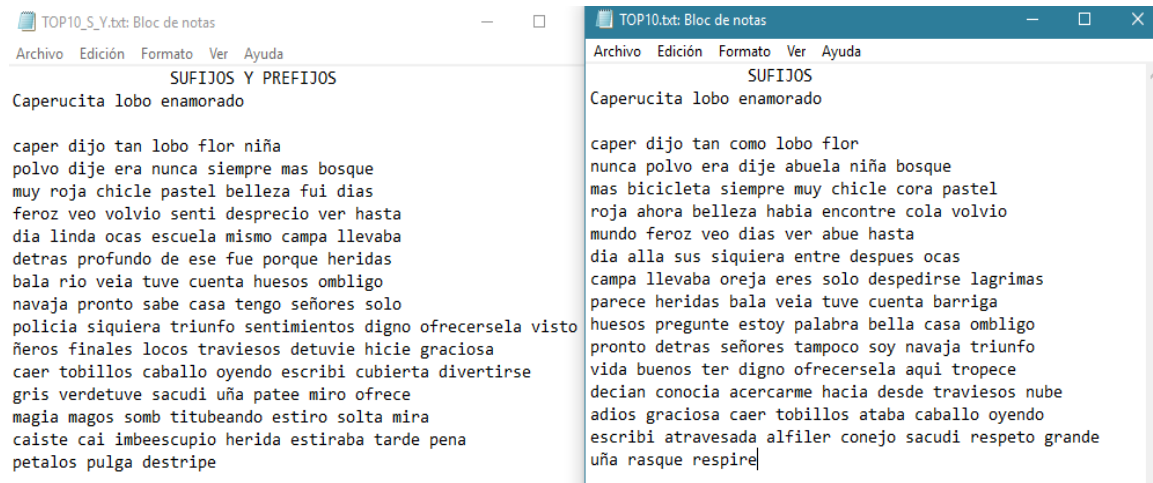 TOP10_S_Y.txt: Bloc de notas
Archivo Edición Formato Ver Ayuda
SUFIJOS Y PREFIJOS
Caperucita lobo enamorado
caper dijo tan lobo flor niña
polvo dije era nunca siempre mas bosque
muy roja chicle pastel belleza fui dias
feroz veo volvio senti desprecio ver hasta
dia linda ocas escuela mismo campa llevaba
detras profundo de ese fue porque heridas
bala rio veia tuve cuenta huesos ombligo
navaja pronto sabe casa tengo señores solo
policia siquiera triunfo sentimientos digno ofrecersela visto
ñeros finales locos traviesos detuvie hicie graciosa
caer tobillos caballo oyendo escribi cubierta divertirse
gris verdetuve sacudi uña patee miro ofrece
magia magos somb titubeando estiro solta mira
caiste cai imbeescupio herida estiraba tarde pena
petalos pulga destripe
TOP10.txt: Bloc de notas
Archivo Edición Formato Ver Ayuda
SUFIJOS
Caperucita lobo enamorado
caper dijo tan como lobo flor
nunca polvo era dije abuela niña bosque
mas bicicleta siempre muy chicle cora pastel
roja ahora belleza habia encontre cola volvio
mundo feroz veo dias ver abue hasta
dia alla sus siquiera entre despues ocas
campa llevaba oreja eres solo despedirse lagrimas
parece heridas bala veia tuve cuenta barriga
huesos pregunte estoy palabra bella casa ombligo
pronto detras señores tampoco soy navaja triunfo
vida buenos ter digno ofrecersela aqui tropece
decian conocia acercarme hacia desde traviesos nube
adios graciosa caer tobillos ataba caballo oyendo
escribi atravesada alfiler conejo sacudi respeto grande
uña rasque respire